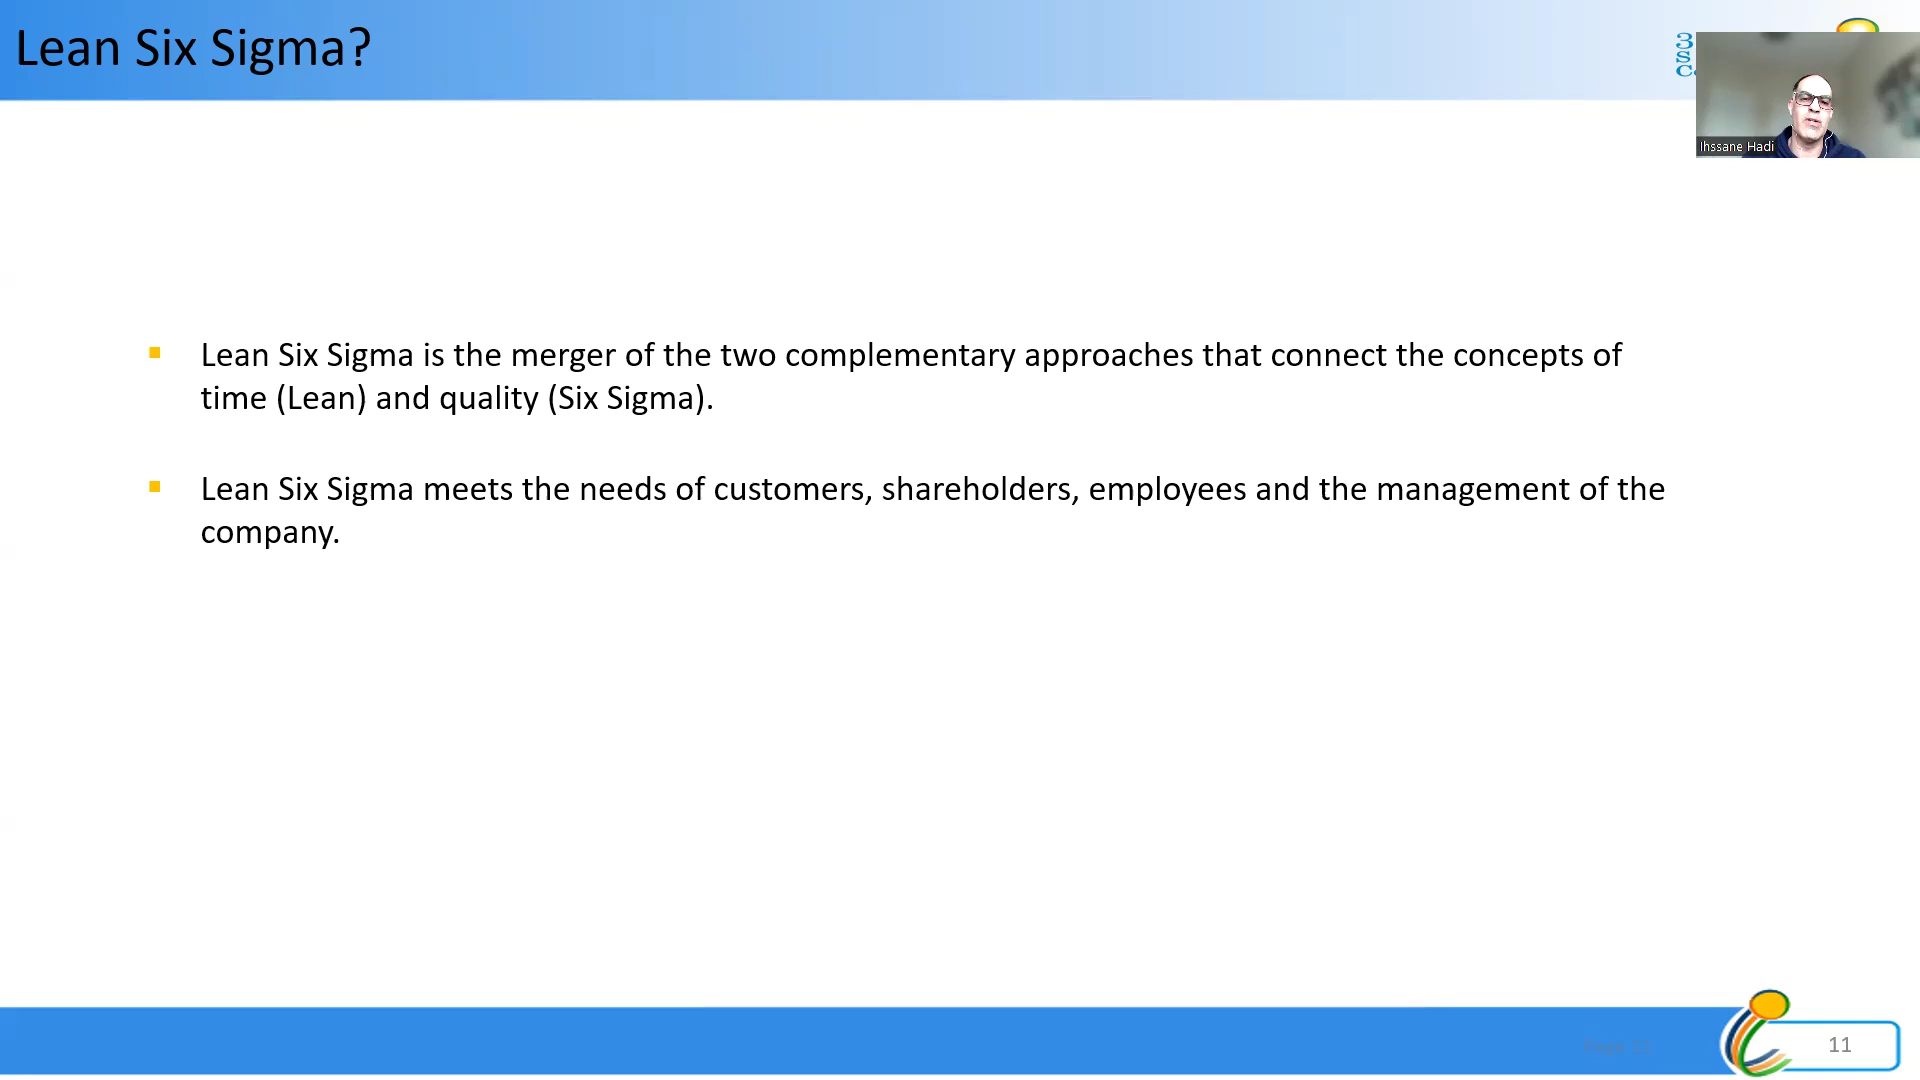 Lean Six Sigma?
Ihssane Hadi
▪ Lean Six Sigma is the merger of the two complementary approaches that connect the concepts of
time (Lean) and quality (Six Sigma).
▪ Lean Six Sigma meets the needs of customers, shareholders, employees and the management of the
company.
11